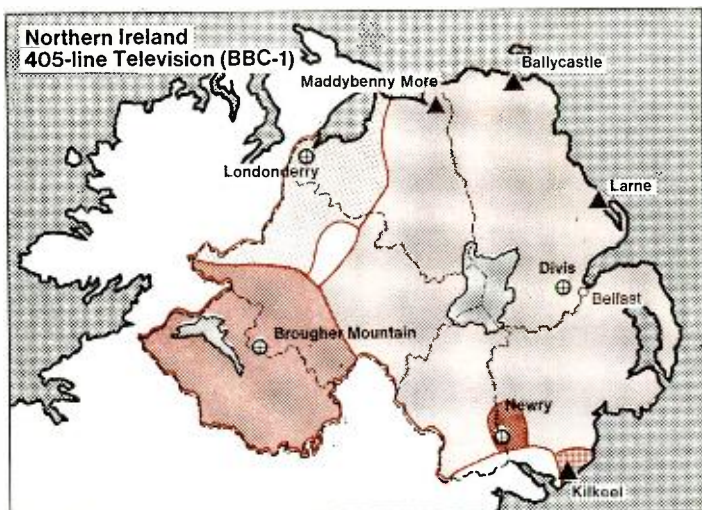 Northern Ireland
405-line Television (BBC-1)
Ballycastle
Maddybenny More
Londonderry
Larne
Divis
Belfast
Brougher Mountain
Newry
Kilkeel